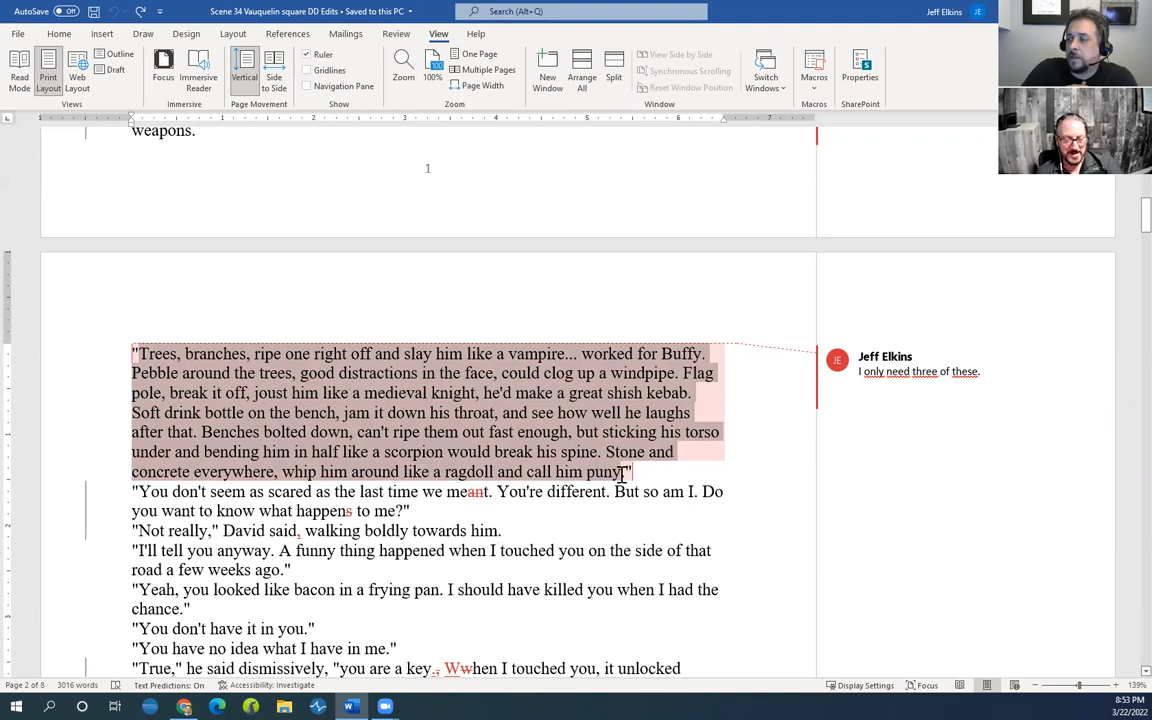 AutoSave Off Scene 34 Vauquelin square DD Edits • Saved to this PC Search (Alt+Q) Jeff Elkins JE
File Home Insert Draw Design Layout References Mailings Review View Help
Read Mode Print Layout Web Layout Outline Draft Focus Immersive Reader Vertical Side to Side Ruler Gridlines Navigation Pane Zoom 100% One Page Multiple Pages Page Width New Window Arrange All Split View Side by Side Synchronous Scrolling Reset Window Position Switch Windows Macros Properties
Views Immersive Page Movement Show Zoom Window Macros SharePoint
1 1 2 3 4 5 6 7
weapons.
1
"Trees, branches, ripe one right off and slay him like a vampire... worked for Buffy.
Pebble around the trees, good distractions in the face, could clog up a windpipe. Flag
pole, break it off, joust him like a medieval knight, he'd make a great shish kebab.
Soft drink bottle on the bench, jam it down his throat, and see how well he laughs
after that. Benches bolted down, can't ripe them out fast enough, but sticking his torso
under and bending him in half like a scorpion would break his spine. Stone and
concrete everywhere, whip him around like a ragdoll and call him puny."
JE Jeff Elkins
I only need three of these.
"You don't seem as scared as the last time we meant. You're different. But so am I. Do
you want to know what happens to me?"
"Not really," David said, walking boldly towards him.
"I'll tell you anyway. A funny thing happened when I touched you on the side of that
road a few weeks ago."
"Yeah, you looked like bacon in a frying pan. I should have killed you when I had the
chance."
"You don't have it in you."
"You have no idea what I have in me."
"True," he said dismissively, "you are a key., Wwhen I touched you, it unlocked
Page 2 of 8 3016 words Text Predictions: On Accessibility: Investigate Display Settings Focus 139%
8:53 PM
3/22/2022